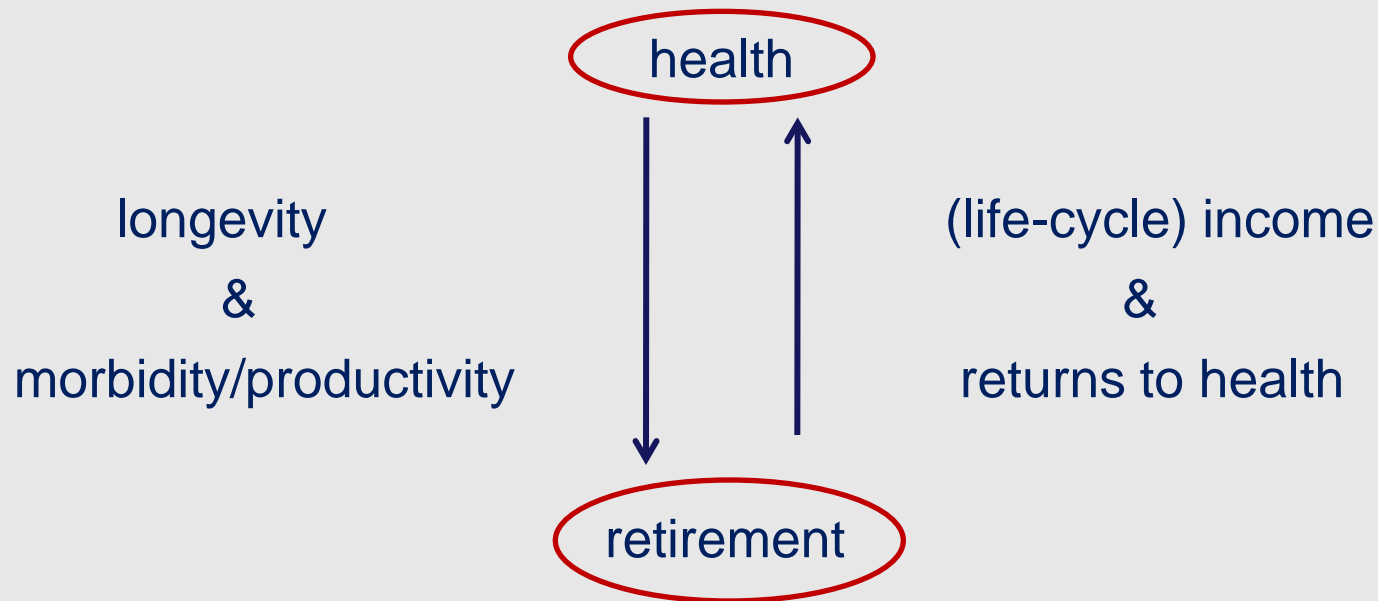 health
longevity
&
morbidity/productivity
(life-cycle) income
&
returns to health
retirement